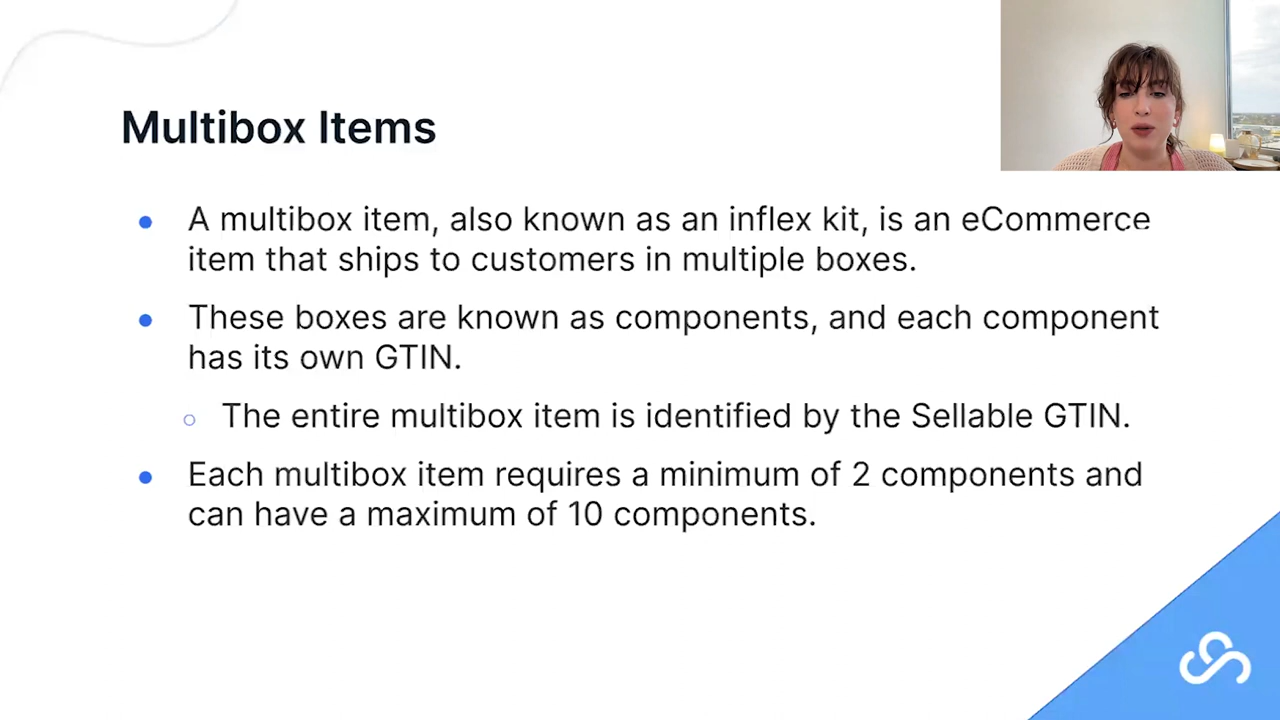 Multibox Items
● A multibox item, also known as an inflex kit, is an eCommerce
item that ships to customers in multiple boxes.
● These boxes are known as components, and each component
has its own GTIN.
○ The entire multibox item is identified by the Sellable GTIN.
● Each multibox item requires a minimum of 2 components and
can have a maximum of 10 components.